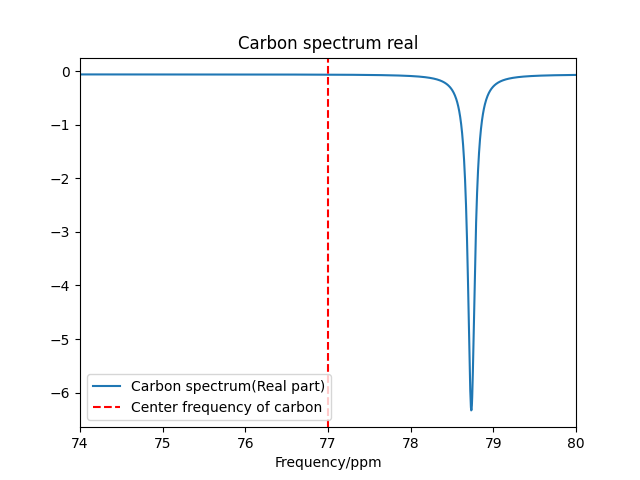 Carbon spectrum real
0
−1
−2
−3
−4
−5
−6
Carbon spectrum(Real part)
Center frequency of carbon
74 75 76 77 78 79 80
Frequency/ppm